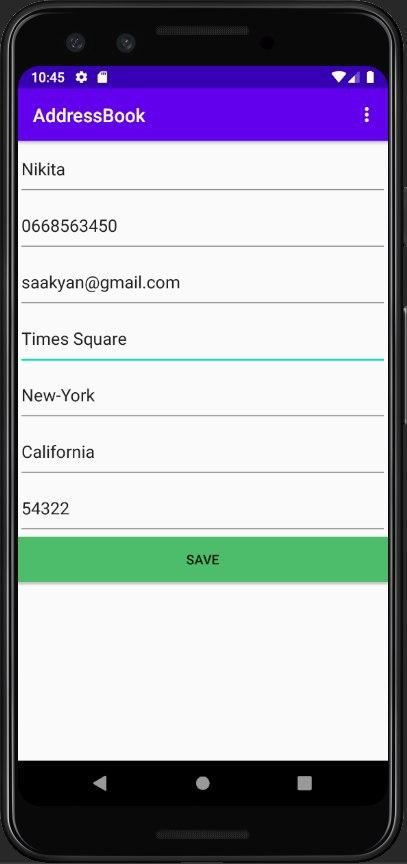 10:45
AddressBook
Nikita
0668563450
saakyan@gmail.com
Times Square
New-York
California
54322
SAVE